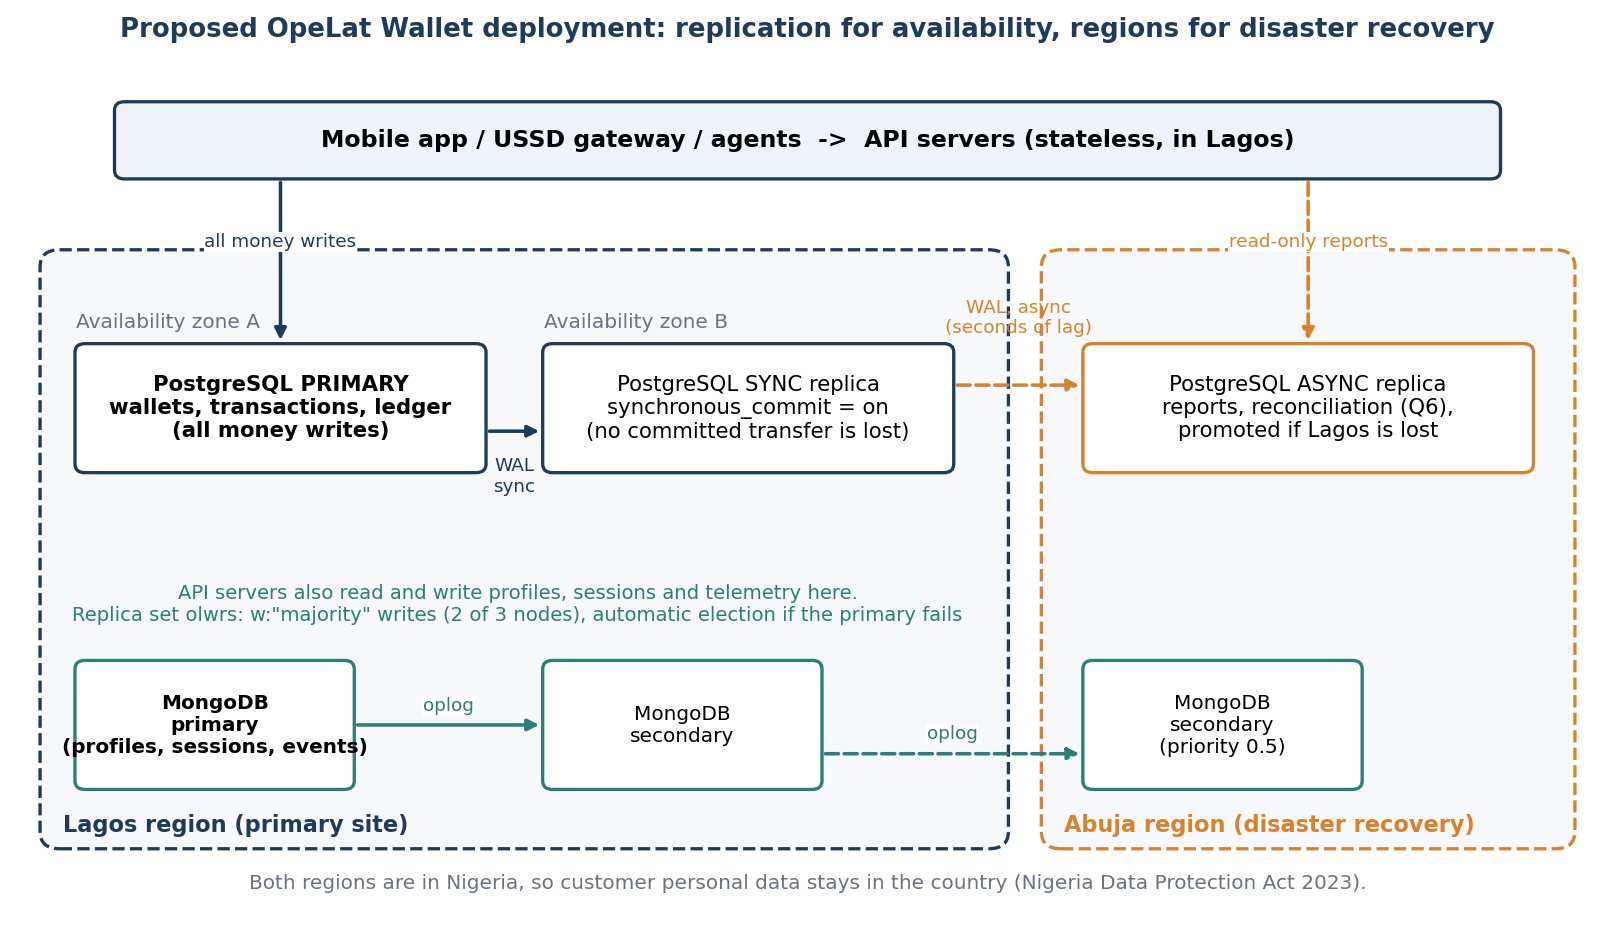 Proposed OpeLat Wallet deployment: replication for availability, regions for disaster recovery
Mobile app / USSD gateway / agents -> API servers (stateless, in Lagos)
all money writes
read-only reports
Availability zone A
Availability zone B
WAL, async
(seconds of lag)
PostgreSQL PRIMARY
wallets, transactions, ledger
(all money writes)
WAL
sync
PostgreSQL SYNC replica
synchronous_commit = on
(no committed transfer is lost)
PostgreSQL ASYNC replica
reports, reconciliation (Q6),
promoted if Lagos is lost
API servers also read and write profiles, sessions and telemetry here.
Replica set olwrs: w:"majority" writes (2 of 3 nodes), automatic election if the primary fails
MongoDB
primary
(profiles, sessions, events)
oplog
MongoDB
secondary
oplog
MongoDB
secondary
(priority 0.5)
Lagos region (primary site)
Abuja region (disaster recovery)
Both regions are in Nigeria, so customer personal data stays in the country (Nigeria Data Protection Act 2023).